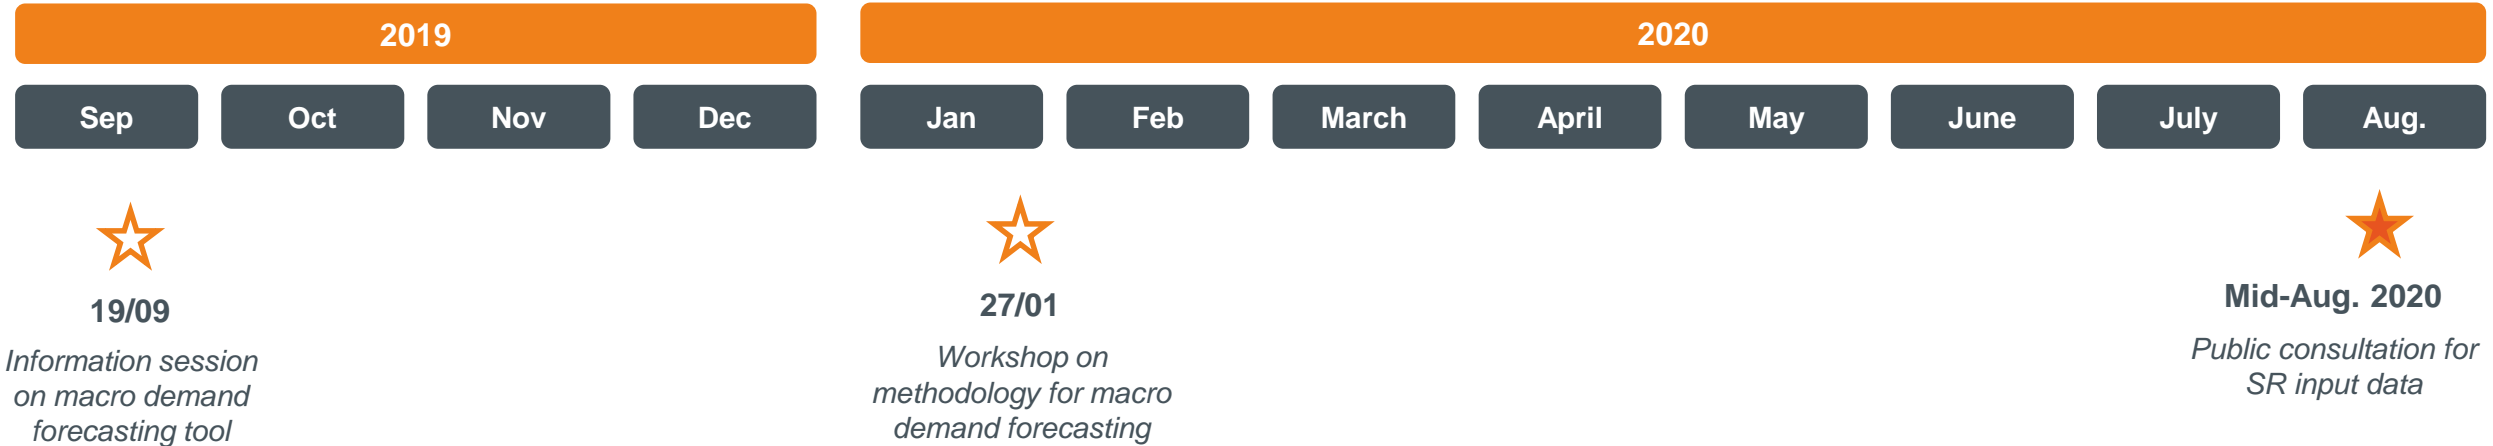 2019
2020
Sep
Oct
Nov
Dec
Jan
Feb
March
April
May
June
July
Aug.
19/09
Information session
on macro demand
forecasting tool
27/01
Workshop on
methodology for macro
demand forecasting
Mid-Aug. 2020
Public consultation for
SR input data